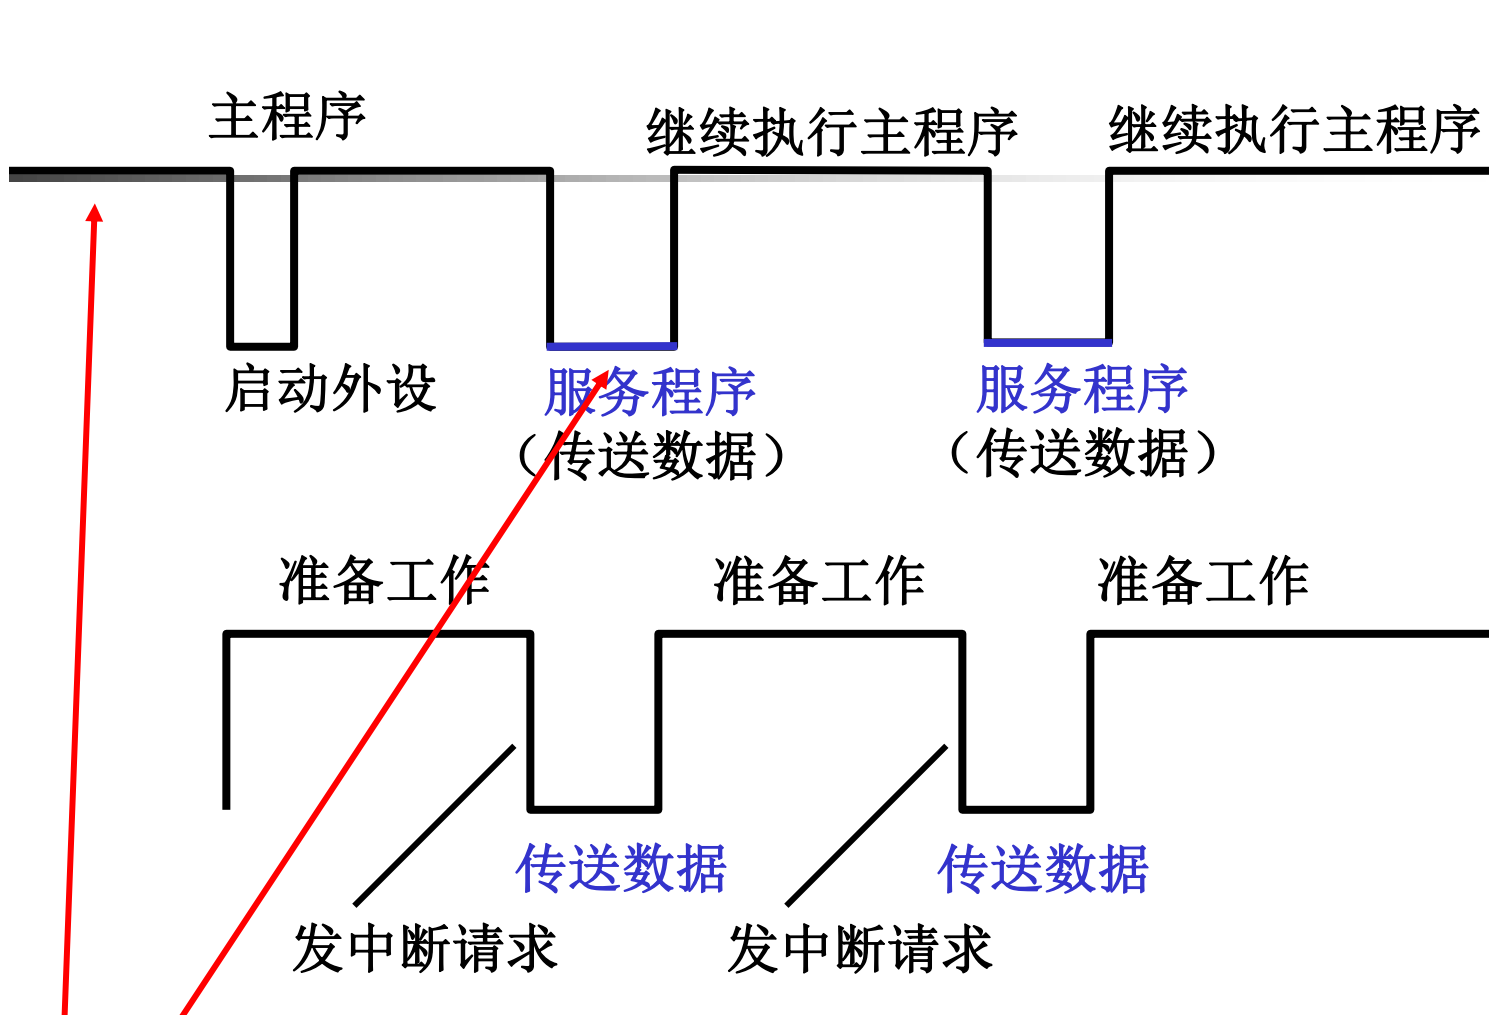 主程序
继续执行主程序
继续执行主程序
启动外设
服务程序
（传送数据）
服务程序
（传送数据）
准备工作
准备工作
准备工作
传送数据
传送数据
发中断请求
发中断请求